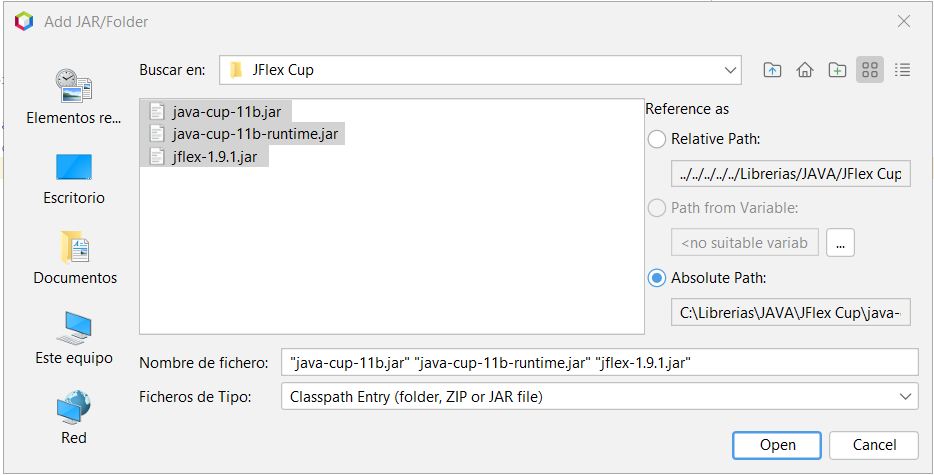 Add JAR/Folder
Buscar en:
JFlex Cup
Elementos re...
Escritorio
Documentos
Este equipo
Red
java-cup-11b.jar
java-cup-11b-runtime.jar
jflex-1.9.1.jar
Reference as
Relative Path:
../../../../../Librerias/JAVA/JFlex Cup
Path from Variable:
<no suitable variab
...
Absolute Path:
C:\Librerias\JAVA\JFlex Cup\java-
Nombre de fichero:
"java-cup-11b.jar" "java-cup-11b-runtime.jar" "jflex-1.9.1.jar"
Ficheros de Tipo:
Classpath Entry (folder, ZIP or JAR file)
Open
Cancel